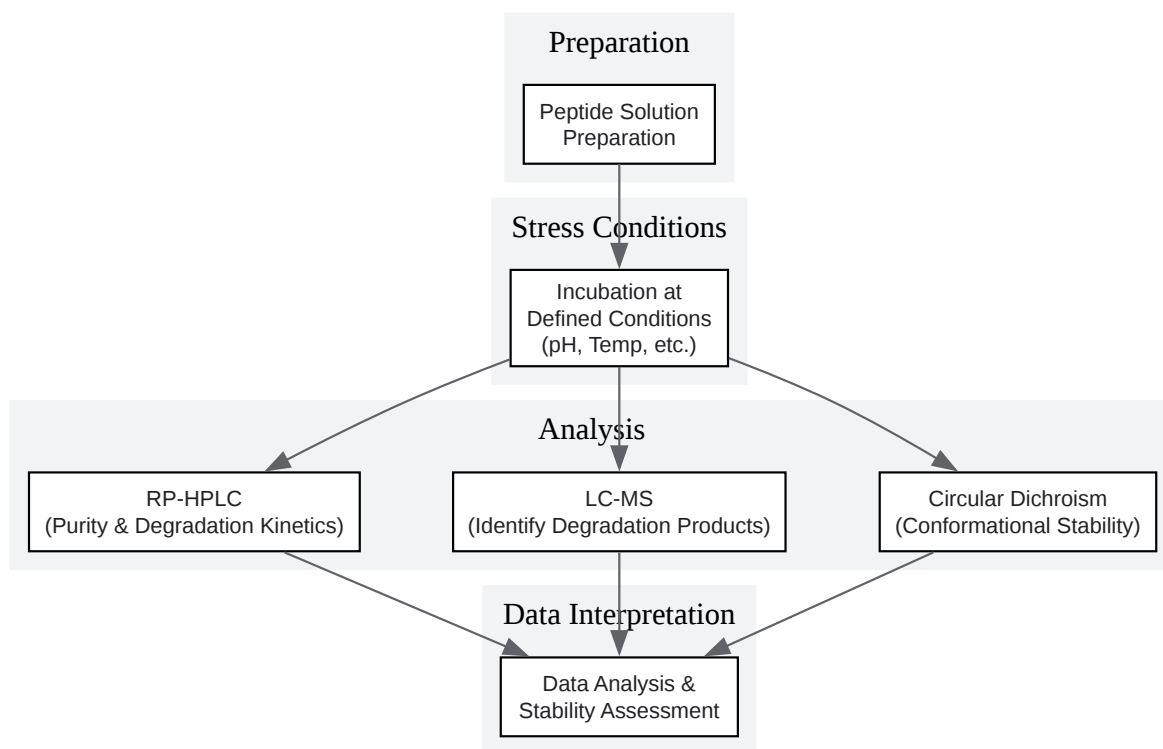 Preparation
Peptide Solution
Preparation
Stress Conditions
Incubation at
Defined Conditions
(pH, Temp, etc.)
Analysis
RP-HPLC
(Purity & Degradation Kinetics)
LC-MS
(Identify Degradation Products)
Circular Dichroism
(Conformational Stability)
Data Interpretation
Data Analysis &
Stability Assessment